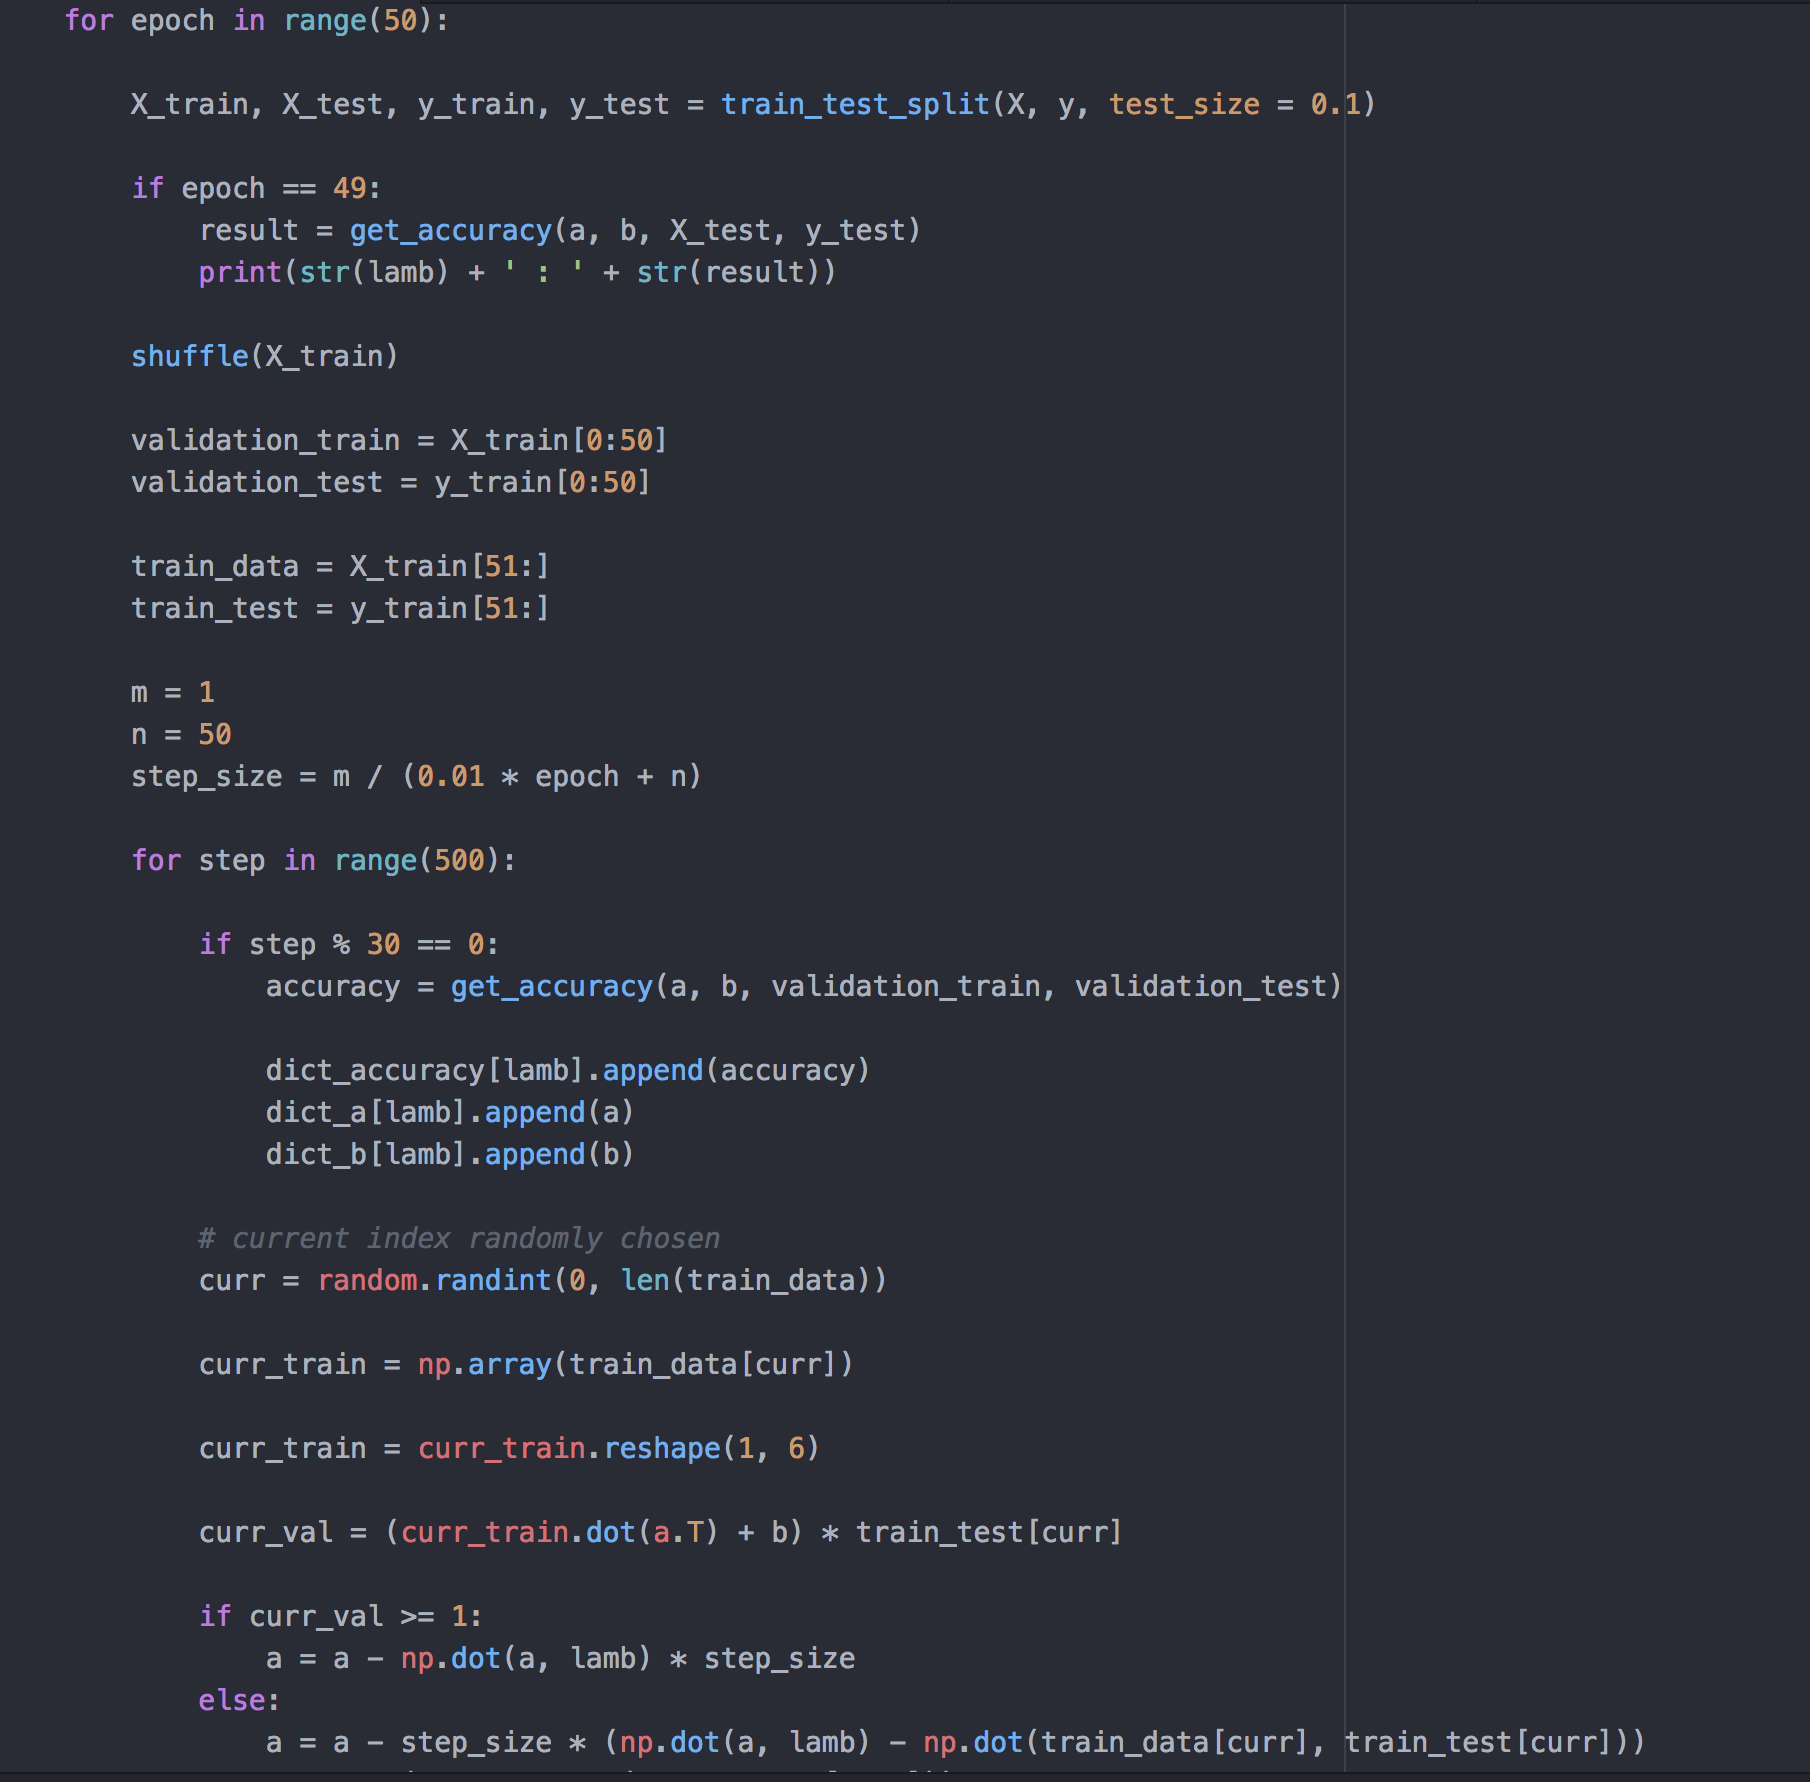 for epoch in range(50):
X_train, X_test, y_train, y_test = train_test_split(X, y, test_size = 0.1)
if epoch == 49:
result = get_accuracy(a, b, X_test, y_test)
print(str(lamb) + ' : ' + str(result))
shuffle(X_train)
validation_train = X_train[0:50]
validation_test = y_train[0:50]
train_data = X_train[51:]
train_test = y_train[51:]
m = 1
n = 50
step_size = m / (0.01 * epoch + n)
for step in range(500):
if step % 30 == 0:
accuracy = get_accuracy(a, b, validation_train, validation_test)
dict_accuracy[lamb].append(accuracy)
dict_a[lamb].append(a)
dict_b[lamb].append(b)
# current index randomly chosen
curr = random.randint(0, len(train_data))
curr_train = np.array(train_data[curr])
curr_train = curr_train.reshape(1, 6)
curr_val = (curr_train.dot(a.T) + b) * train_test[curr]
if curr_val >= 1:
a = a - np.dot(a, lamb) * step_size
else:
a = a - step_size * (np.dot(a, lamb) - np.dot(train_data[curr], train_test[curr]))